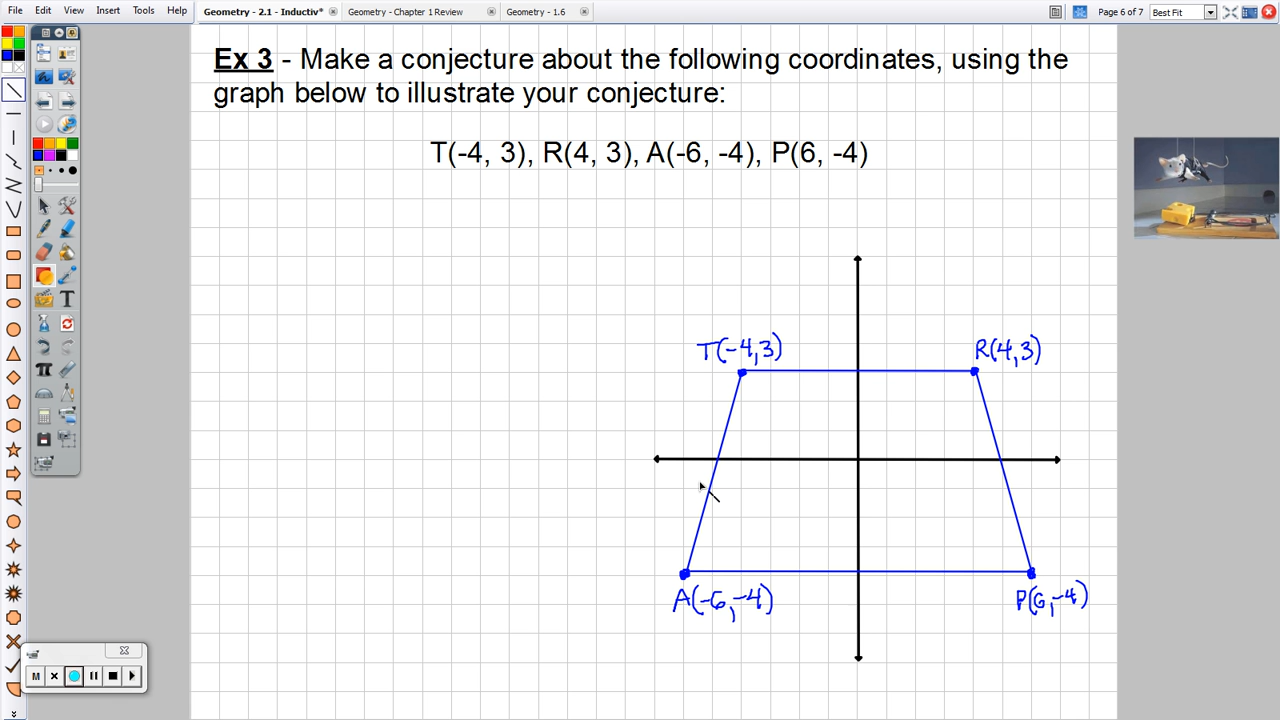 File Edit View Insert Tools Help
Geometry - 2.1 - Inductiv*
Geometry - Chapter 1 Review
Geometry - 1.6
Page 6 of 7
Best Fit
Ex 3 - Make a conjecture about the following coordinates, using the
graph below to illustrate your conjecture:
T(-4, 3), R(4, 3), A(-6, -4), P(6, -4)
T(-4,3)
R(4,3)
A(-6,-4)
P(6,-4)
T
π
M